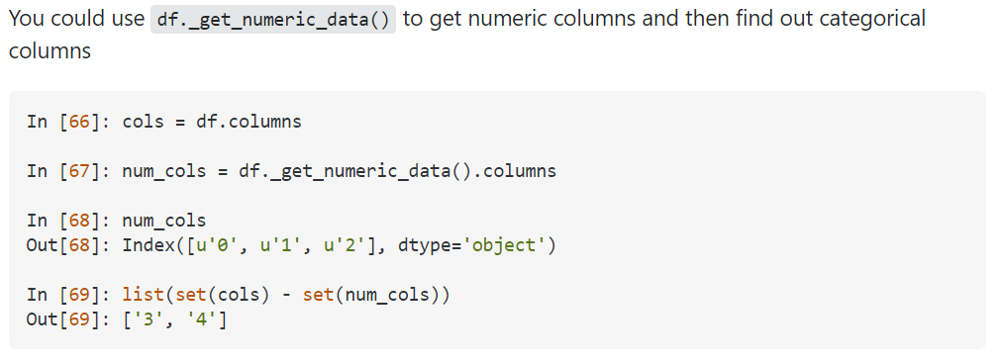 You could use df._get_numeric_data() to get numeric columns and then find out categorical
columns
In [66]: cols = df.columns
In [67]: num_cols = df._get_numeric_data().columns
In [68]: num_cols
Out[68]: Index([u'0', u'1', u'2'], dtype='object')
In [69]: list(set(cols) - set(num_cols))
Out[69]: ['3', '4']